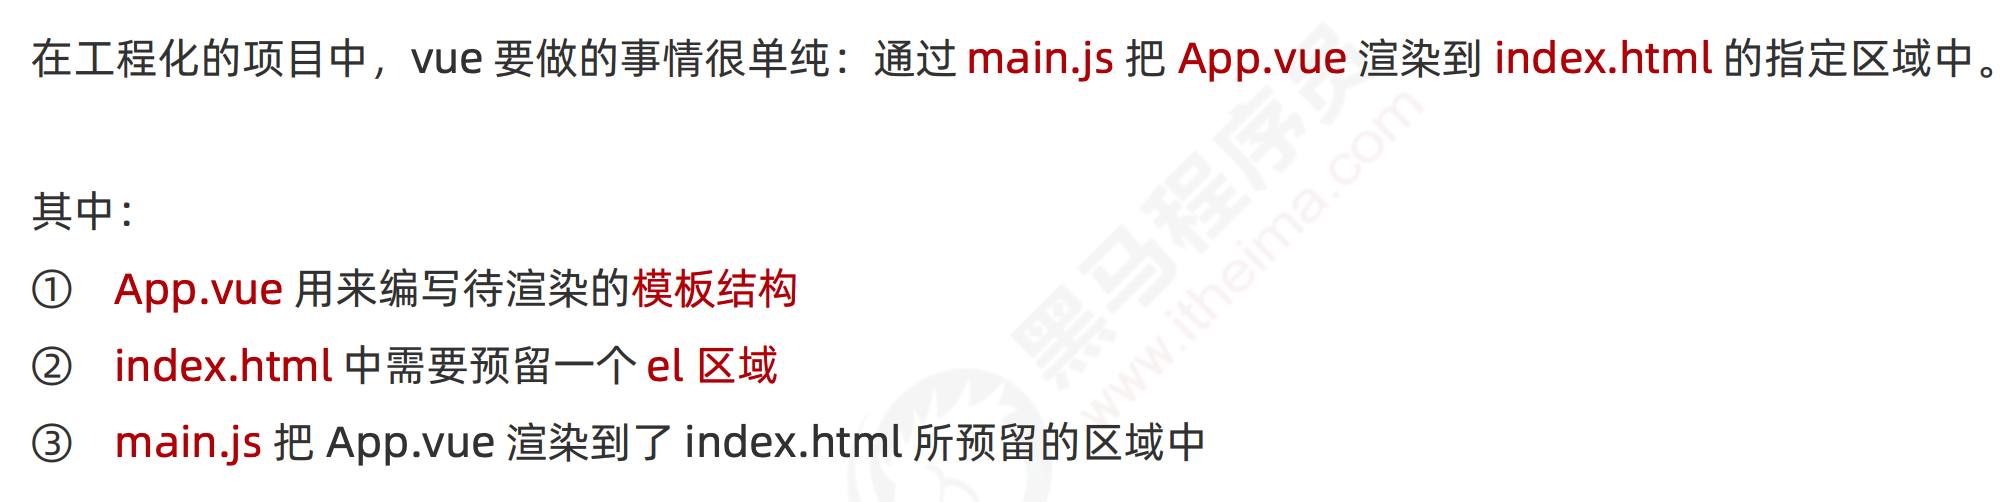 在工程化的项目中，vue 要做的事情很单纯：通过 main.js 把 App.vue 渲染到 index.html 的指定区域中。
其中：
① App.vue 用来编写待渲染的模板结构
② index.html 中需要预留一个 el 区域
③ main.js 把 App.vue 渲染到了 index.html 所预留的区域中
黑马程序员
www.itheima.com